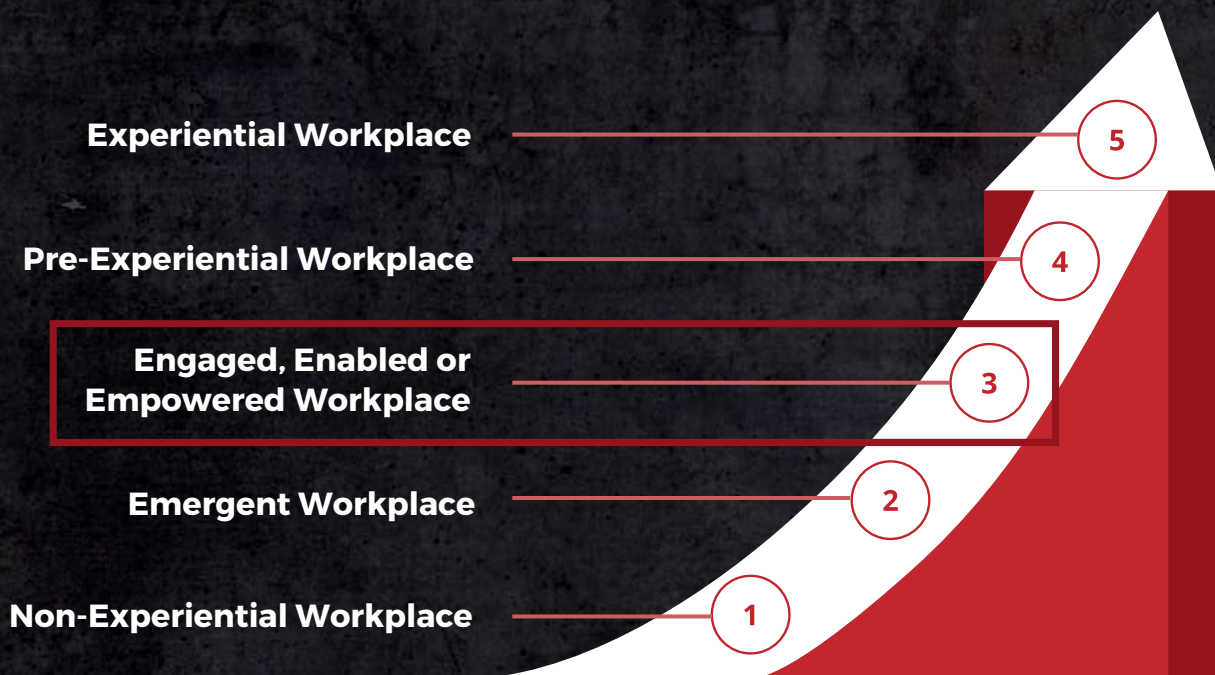 Experiential Workplace
5
Pre-Experiential Workplace
4
Engaged, Enabled or
Empowered Workplace
3
Emergent Workplace
2
Non-Experiential Workplace
1